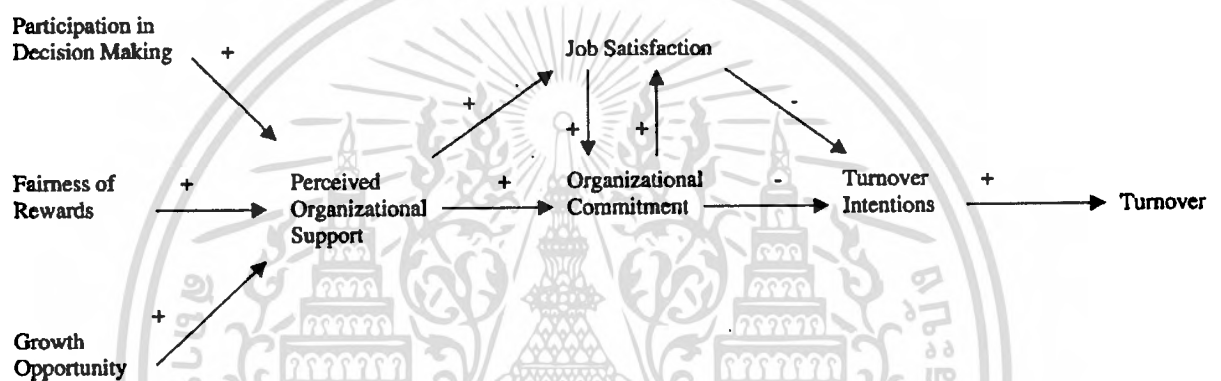 Participation in
Decision Making
+
Job Satisfaction
+
-
+
+
Fairness of
Rewards
+
Perceived
Organizational
Support
+
Organizational
Commitment
-
Turnover
Intentions
+
Turnover
+
Growth
Opportunity